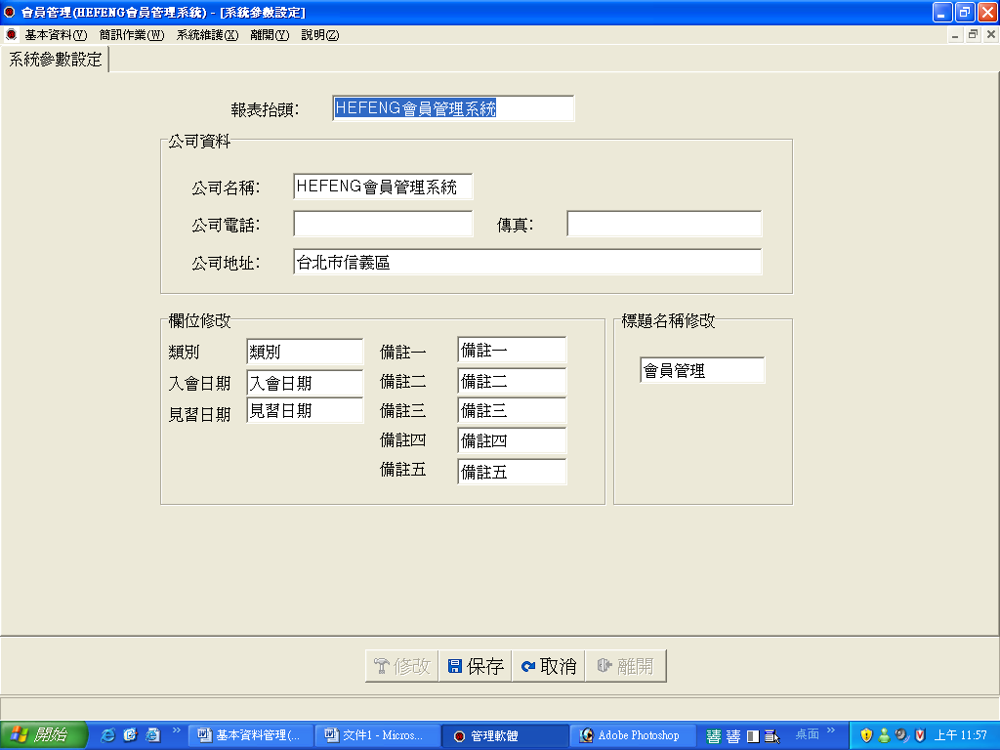 會員管理(HEFENG會員管理系統) - [系統參數設定]
基本資料(Y) 簡訊作業(W) 系統維護(X) 離開(Y) 說明(Z)
系統參數設定
報表抬頭: HEFENG會員管理系統
公司資料
公司名稱: HEFENG會員管理系統
公司電話: 傳真:
公司地址: 台北市信義區
欄位修改
類別 類別 備註一 備註一
入會日期 入會日期 備註二 備註二
見習日期 見習日期 備註三 備註三
備註四 備註四
備註五 備註五
標題名稱修改
會員管理
修改 保存 取消 離開
開始 » 基本資料管理(... 文件1 - Micros... 管理軟體 Adobe Photoshop 桌面 » 上午 11:57